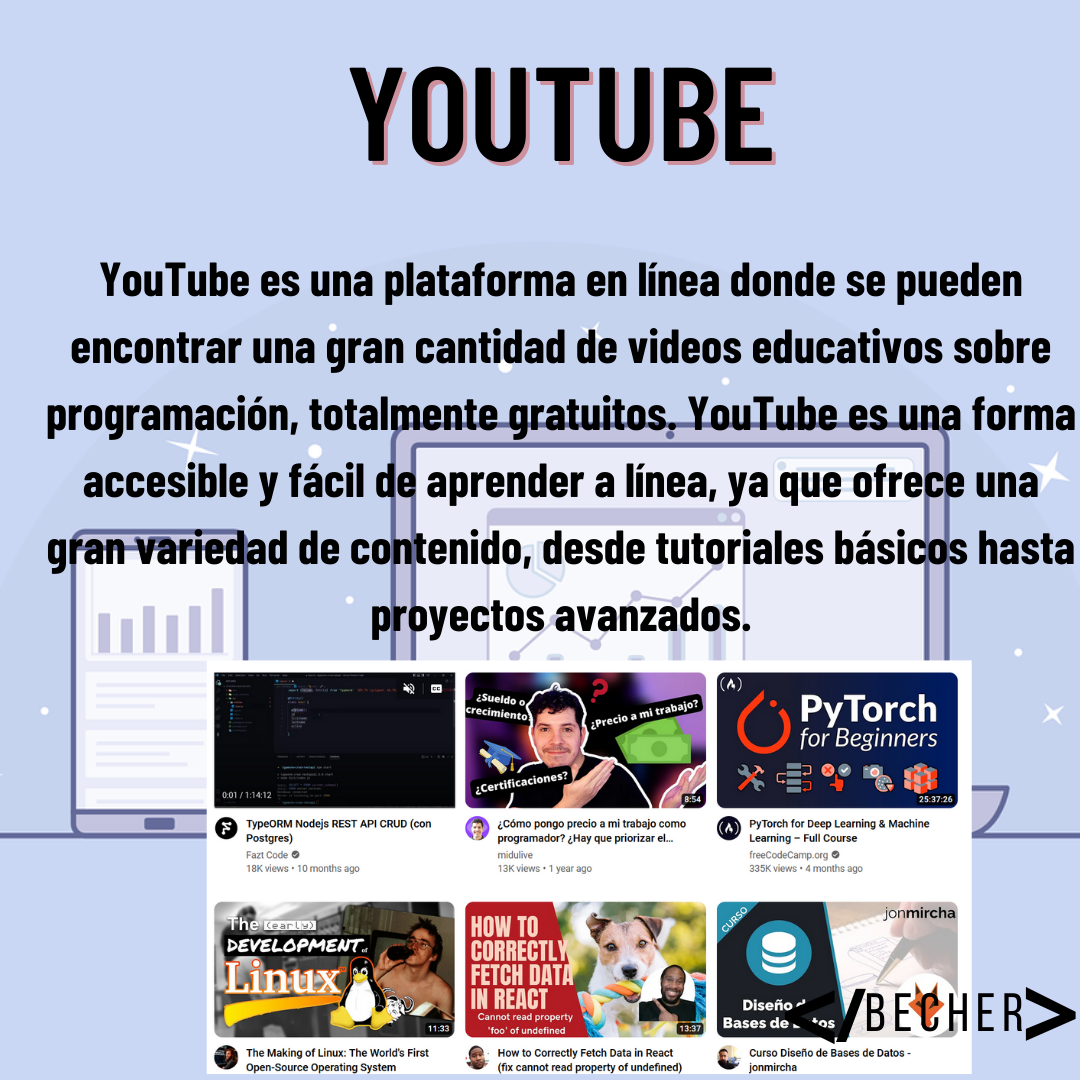 YOUTUBE
YouTube es una plataforma en línea donde se pueden
encontrar una gran cantidad de videos educativos sobre
programación, totalmente gratuitos. YouTube es una forma
accesible y fácil de aprender a línea, ya que ofrece una
gran variedad de contenido, desde tutoriales básicos hasta
proyectos avanzados.
CC
0:01 / 1:14:12
TypeORM Nodejs REST API CRUD (con
Postgres)
Fazt Code
18K views • 10 months ago
¿Sueldo o
crecimiento?
¿Precio a mi trabajo?
¿Certificaciones?
8:54
¿Cómo pongo precio a mi trabajo como
programador? ¿Hay que priorizar el...
midulive
13K views • 1 year ago
PyTorch
for Beginners
25:37:26
PyTorch for Deep Learning & Machine
Learning – Full Course
freeCodeCamp.org
335K views • 4 months ago
The (early)
DEVELOPMENT of
Linux
11:33
The Making of Linux: The World's First
Open-Source Operating System
HOW TO
CORRECTLY
FETCH DATA
IN REACT
Cannot read property
'foo' of undefined
13:37
How to Correctly Fetch Data in React
(fix cannot read property of undefined)
CURSO
jonmircha
Diseño de
Bases de Datos
Curso Diseño de Bases de Datos -
jonmircha
</BECHER>